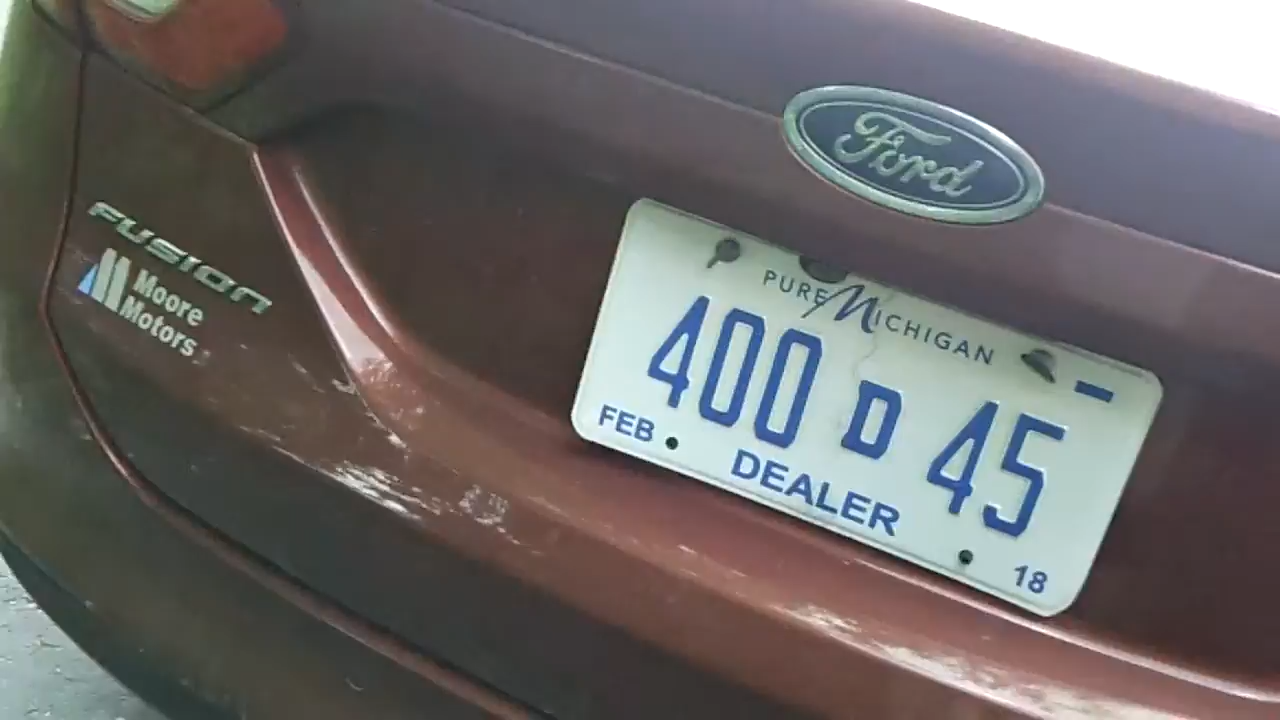 Ford
FUSION
Moore
Motors
PURE MICHIGAN
400 D 45
FEB
DEALER
18